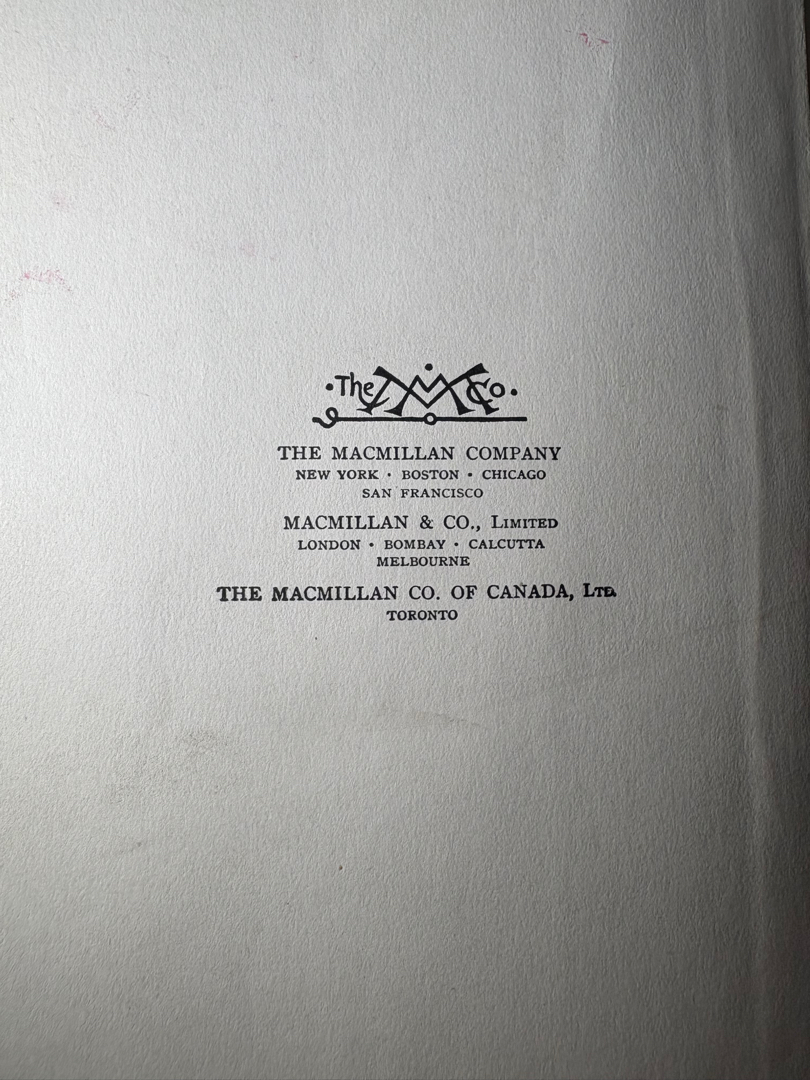 ·The MM Co·
THE MACMILLAN COMPANY
NEW YORK · BOSTON · CHICAGO
SAN FRANCISCO
MACMILLAN & CO., LIMITED
LONDON · BOMBAY · CALCUTTA
MELBOURNE
THE MACMILLAN CO. OF CANADA, LTD.
TORONTO